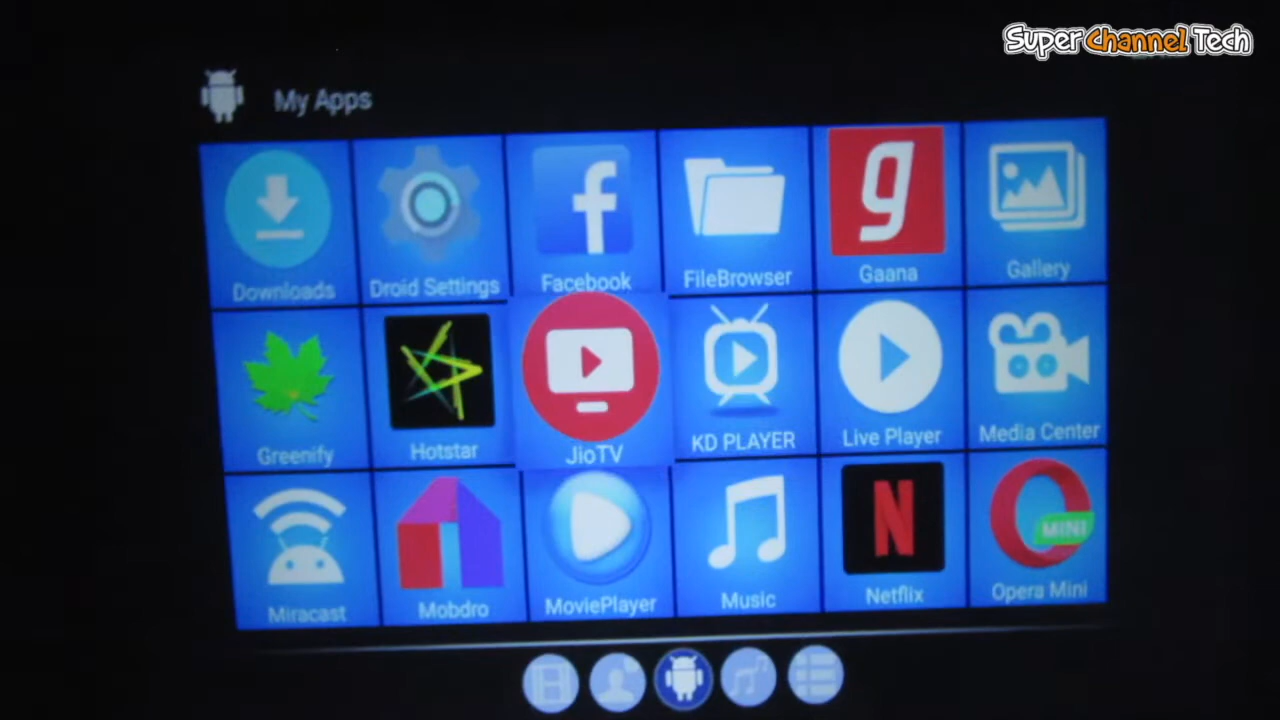 Super Channel Tech
My Apps
Downloads
Droid Settings
Facebook
FileBrowser
Gaana
Gallery
Greenify
Hotstar
JioTV
KD PLAYER
Live Player
Media Center
Miracast
Mobdro
MoviePlayer
Music
Netflix
MINI
Opera Mini